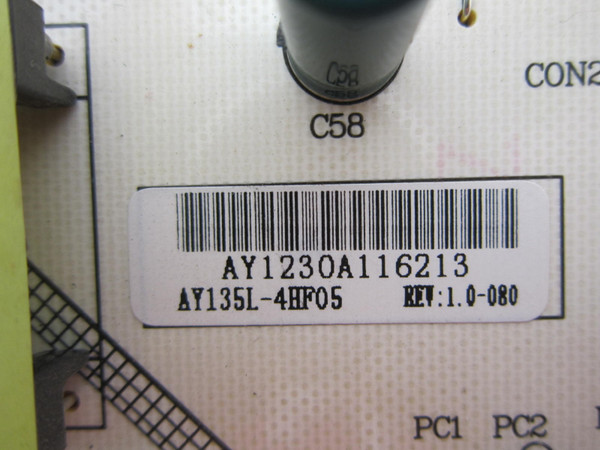 C58
CON2
C58
AY1230A116213
AY135L-4HF05 REV:1.0-080
PC1 PC2